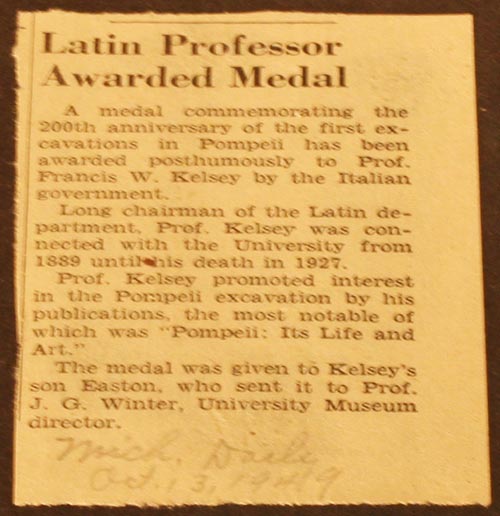 Latin Professor
Awarded Medal
A medal commemorating the
200th anniversary of the first ex-
cavations in Pompeii has been
awarded posthumously to Prof.
Francis W. Kelsey by the Italian
government.
Long chairman of the Latin de-
partment, Prof. Kelsey was con-
nected with the University from
1889 until his death in 1927.
Prof. Kelsey promoted interest
in the Pompeii excavation by his
publications, the most notable of
which was "Pompeii: Its Life and
Art."
The medal was given to Kelsey's
son Easton, who sent it to Prof.
J. G. Winter, University Museum
director.
Mich. Daily
Oct. 13, 1949